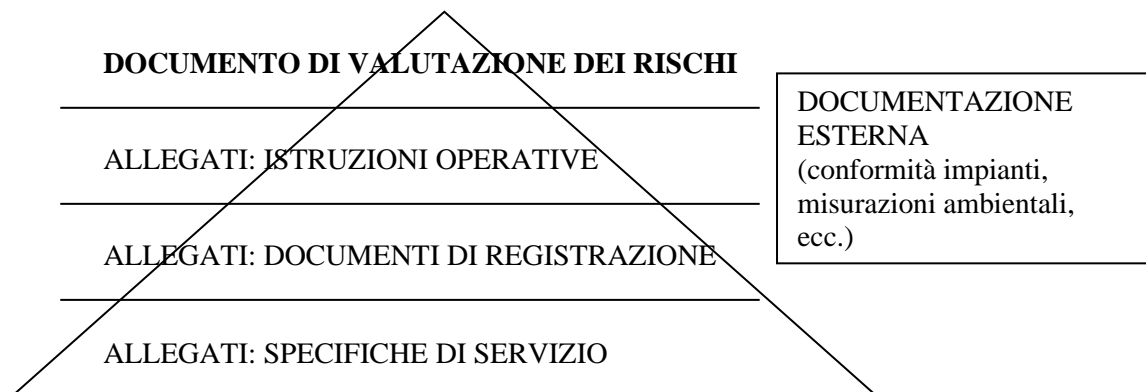 DOCUMENTO DI VALUTAZIONE DEI RISCHI
ALLEGATI: ISTRUZIONI OPERATIVE
ALLEGATI: DOCUMENTI DI REGISTRAZIONE
ALLEGATI: SPECIFICHE DI SERVIZIO
DOCUMENTAZIONE
ESTERNA
(conformità impianti,
misurazioni ambientali,
ecc.)